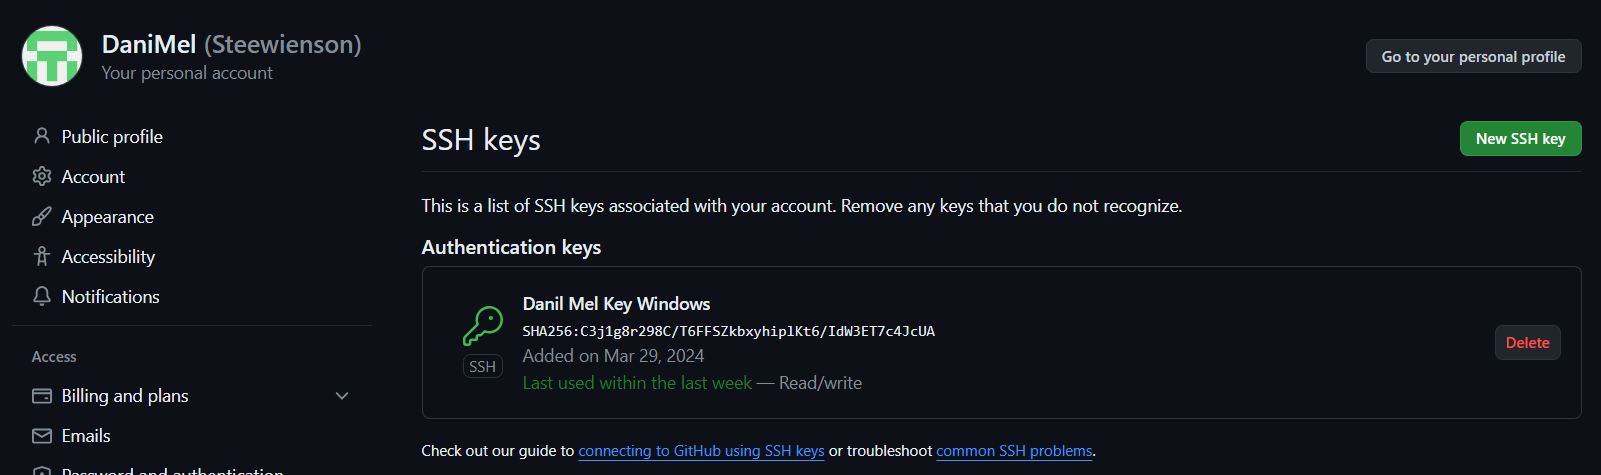 DaniMel (Steewienson)
Your personal account
Go to your personal profile
Public profile
Account
Appearance
Accessibility
Notifications
Access
Billing and plans
Emails
Password and authentication
SSH keys
New SSH key
This is a list of SSH keys associated with your account. Remove any keys that you do not recognize.
Authentication keys
Danil Mel Key Windows
SHA256:C3j1g8r298C/T6FFSZkbxyhiplKt6/IdW3ET7c4JcUA
SSH
Added on Mar 29, 2024
Last used within the last week — Read/write
Delete
Check out our guide to connecting to GitHub using SSH keys or troubleshoot common SSH problems.